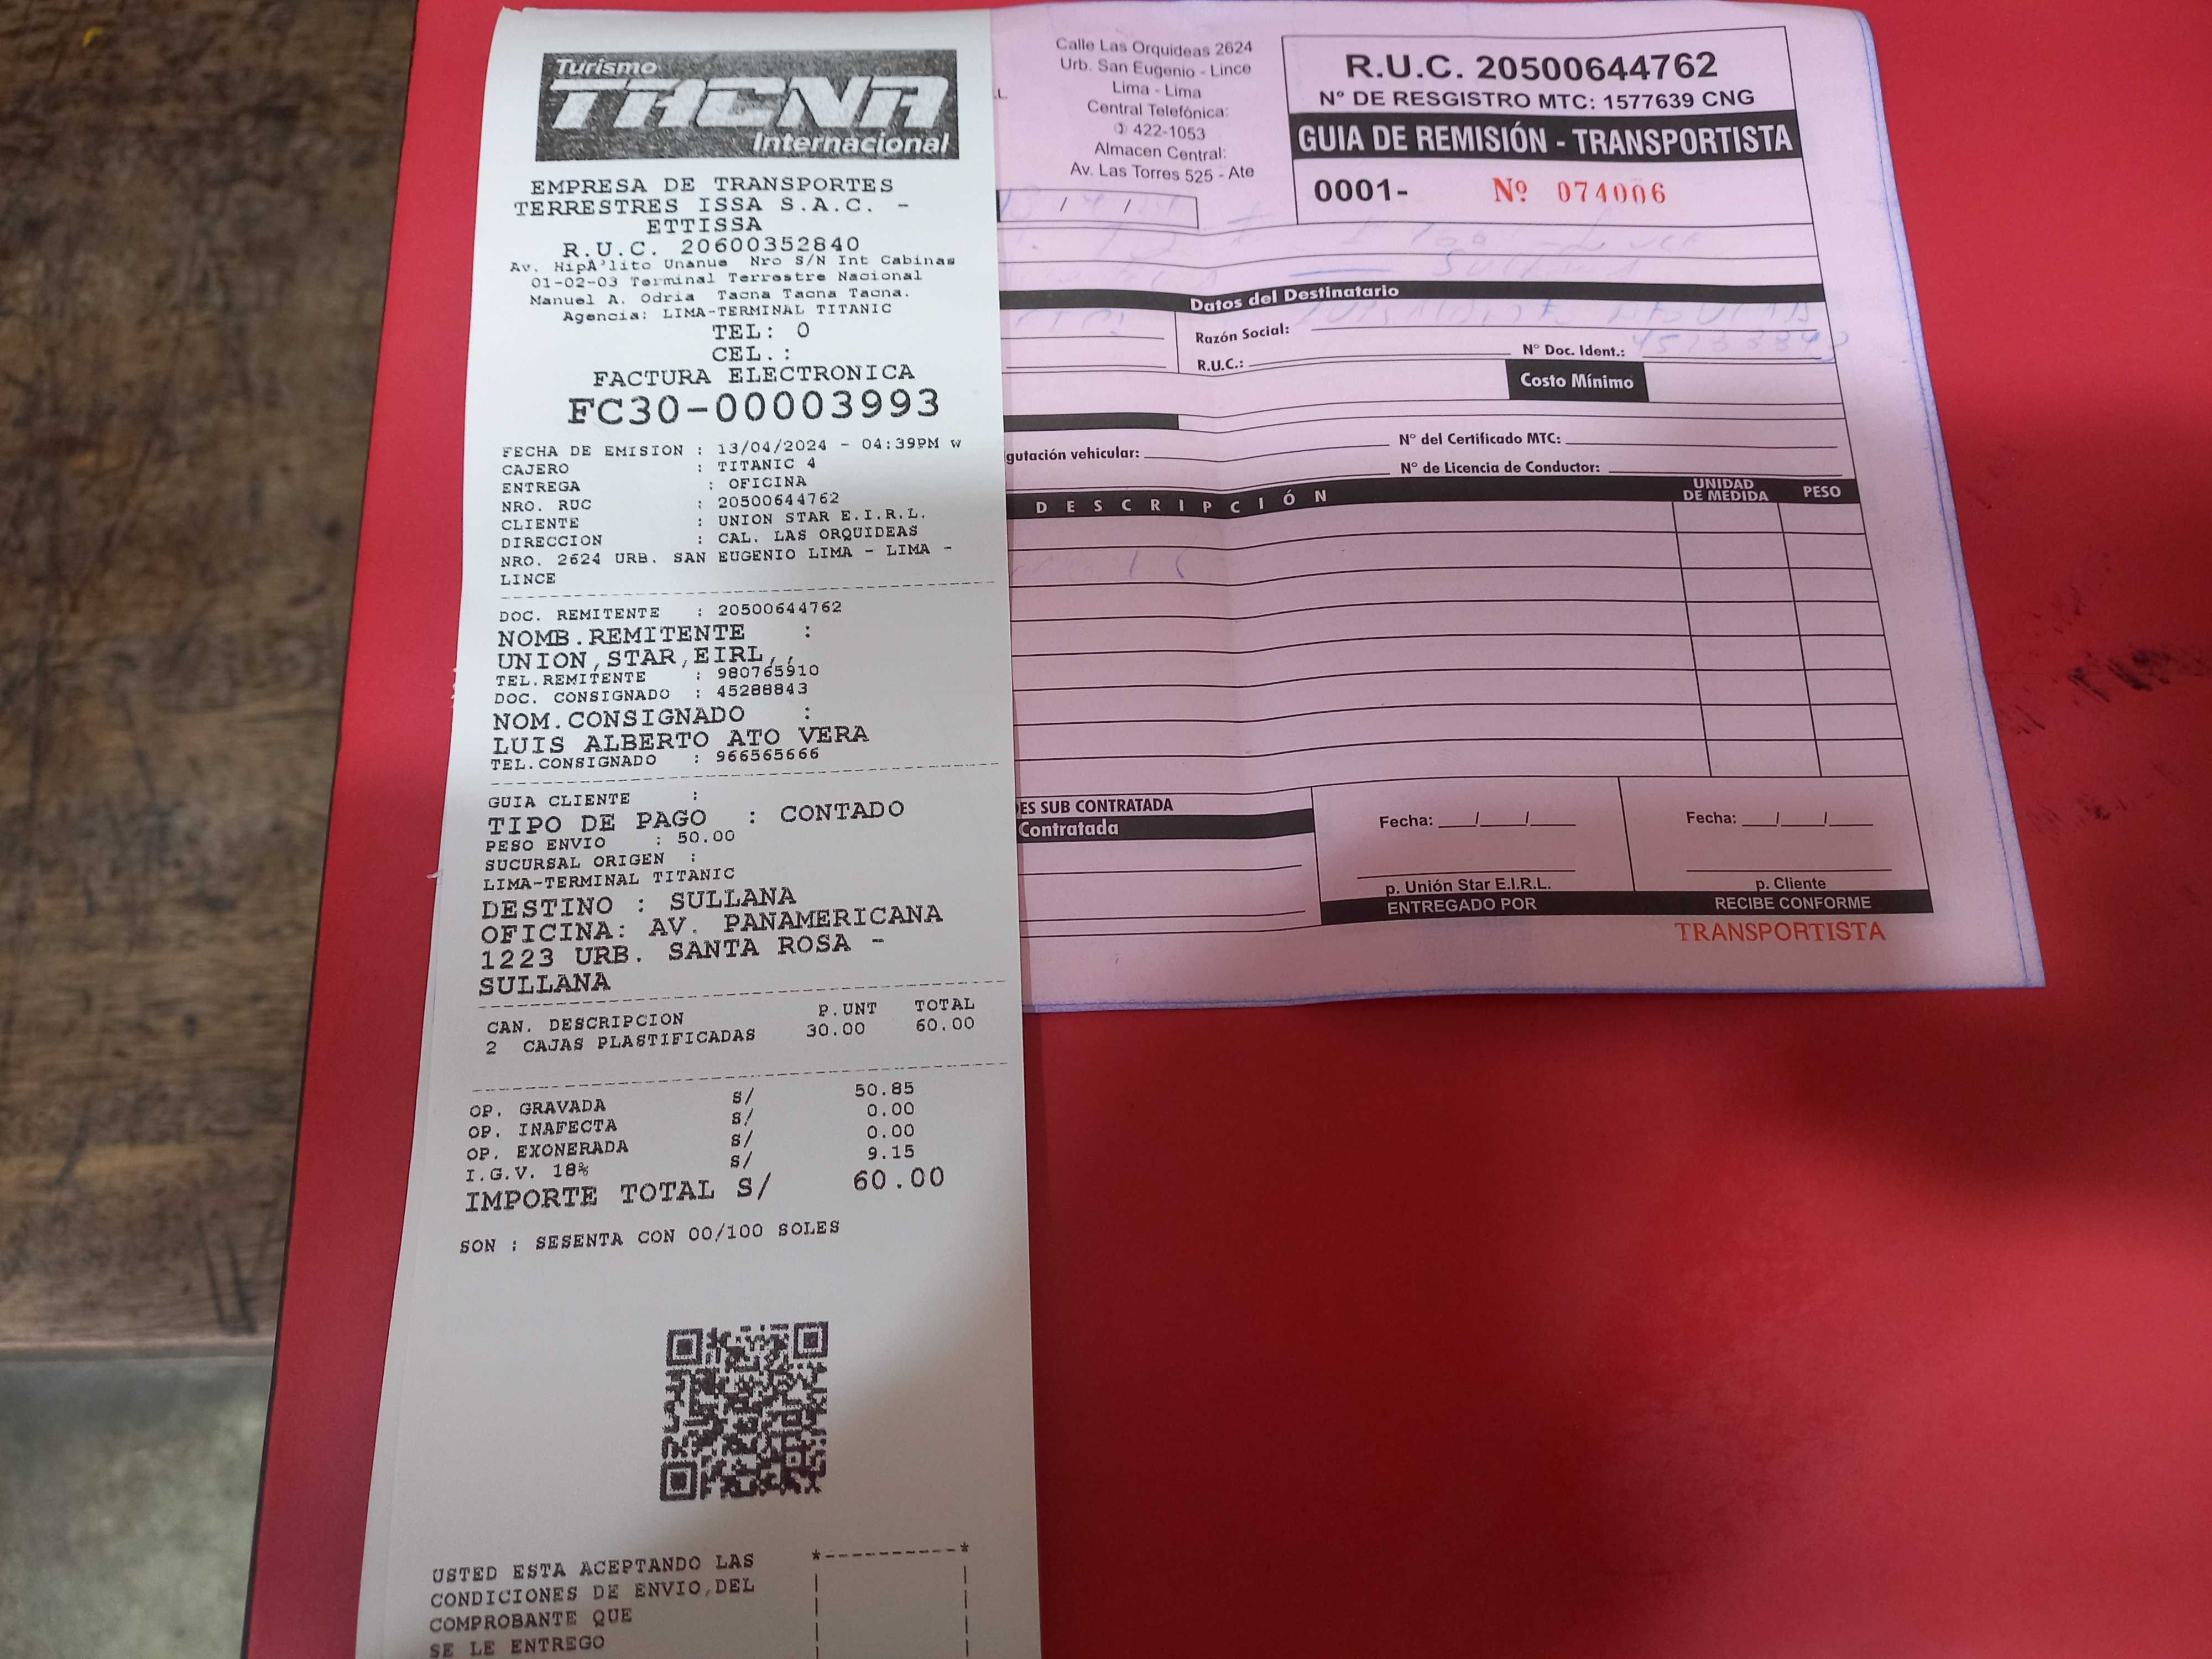 Turismo
TACNA
Internacional
EMPRESA DE TRANSPORTES
TERRESTRES ISSA S.A.C. -
ETTISSA
R.U.C. 20600352840
Av. HipA'lito Unanue Nro S/N Int Cabinas
01-02-03 Terminal Terrestre Nacional
Manuel A. Odria Tacna Tacna Tacna.
Agencia: LIMA-TERMINAL TITANIC
TEL: 0
CEL.:
FACTURA ELECTRONICA
FC30-00003993
FECHA DE EMISION : 13/04/2024 - 04:39PM w
CAJERO : TITANIC 4
ENTREGA : OFICINA
NRO. RUC : 20500644762
CLIENTE : UNION STAR E.I.R.L.
DIRECCION : CAL. LAS ORQUIDEAS
NRO. 2624 URB. SAN EUGENIO LIMA - LIMA -
LINCE
DOC. REMITENTE : 20500644762
NOMB.REMITENTE :
UNION,STAR,EIRL,,
TEL.REMITENTE : 980765910
DOC. CONSIGNADO : 45288843
NOM.CONSIGNADO :
LUIS ALBERTO ATO VERA
TEL.CONSIGNADO : 966565666
GUIA CLIENTE :
TIPO DE PAGO : CONTADO
PESO ENVIO : 50.00
SUCURSAL ORIGEN :
LIMA-TERMINAL TITANIC
DESTINO : SULLANA
OFICINA: AV. PANAMERICANA
1223 URB. SANTA ROSA -
SULLANA
CAN. DESCRIPCION P.UNT TOTAL
2 CAJAS PLASTIFICADAS 30.00 60.00
OP. GRAVADA S/ 50.85
OP. INAFECTA S/ 0.00
OP. EXONERADA S/ 0.00
I.G.V. 18% S/ 9.15
IMPORTE TOTAL S/ 60.00
SON : SESENTA CON 00/100 SOLES
USTED ESTA ACEPTANDO LAS
CONDICIONES DE ENVIO,DEL
COMPROBANTE QUE
SE LE ENTREGO
Calle Las Orquideas 2624
Urb. San Eugenio - Lince
Lima - Lima
Central Telefónica:
✆ 422-1053
Almacen Central:
Av. Las Torres 525 - Ate
R.U.C. 20500644762
Nº DE RESGISTRO MTC: 1577639 CNG
GUIA DE REMISIÓN - TRANSPORTISTA
0001- Nº 074006
/ /
Datos del Destinatario
Razón Social:
R.U.C.: N° Doc. Ident.:
Costo Mínimo
gutación vehicular: N° del Certificado MTC:
N° de Licencia de Conductor:
DESCRIPCIÓN UNIDAD DE MEDIDA PESO
ES SUB CONTRATADA
Contratada
Fecha: / /
p. Unión Star E.I.R.L.
ENTREGADO POR
Fecha: / /
p. Cliente
RECIBE CONFORME
TRANSPORTISTA